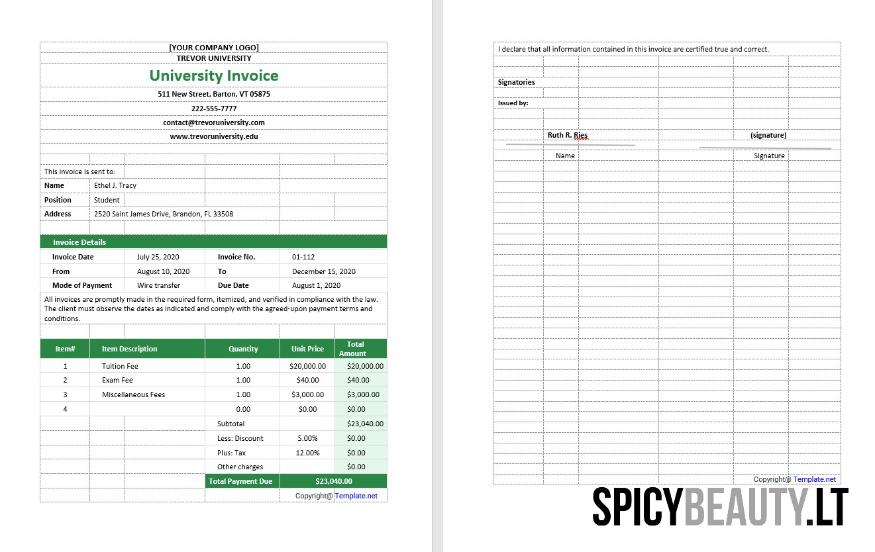 [YOUR COMPANY LOGO]
TREVOR UNIVERSITY
University Invoice
511 New Street, Barton, VT 05875
222-555-7777
contact@trevoruniversity.com
www.trevoruniversity.edu
This invoice is sent to:
Name Ethel J. Tracy
Position Student
Address 2520 Saint James Drive, Brandon, FL 33508
Invoice Details
Invoice Date July 25, 2020 Invoice No. 01-112
From August 10, 2020 To December 15, 2020
Mode of Payment Wire transfer Due Date August 1, 2020
All invoices are promptly made in the required form, itemized, and verified in compliance with the law.
The client must observe the dates as indicated and comply with the agreed-upon payment terms and
conditions.
Item# Item Description Quantity Unit Price Total Amount
1 Tuition Fee 1.00 $20,000.00 $20,000.00
2 Exam Fee 1.00 $40.00 $40.00
3 Miscellaneous Fees 1.00 $3,000.00 $3,000.00
4 0.00 $0.00 $0.00
Subtotal $23,040.00
Less: Discount 5.00% $0.00
Plus: Tax 12.00% $0.00
Other charges $0.00
Total Payment Due $23,040.00
Copyright@ Template.net
I declare that all information contained in this invoice are certified true and correct.
Signatories
Issued by:
Ruth R. Ries (signature)
Name Signature
Copyright@ Template.net
SPICYBEAUTY.LT